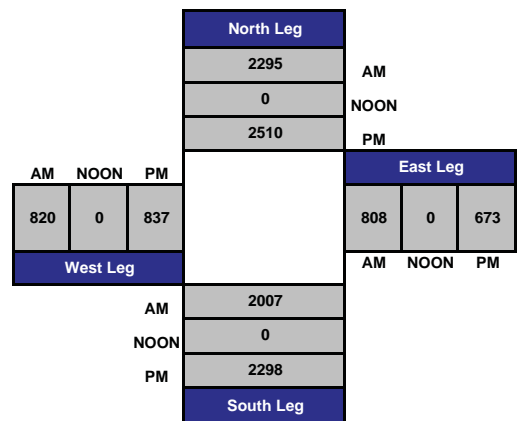 North Leg
2295
AM
0
NOON
2510
PM
AM NOON PM
East Leg
820 0 837
808 0 673
West Leg
AM NOON PM
AM
2007
NOON
0
PM
2298
South Leg